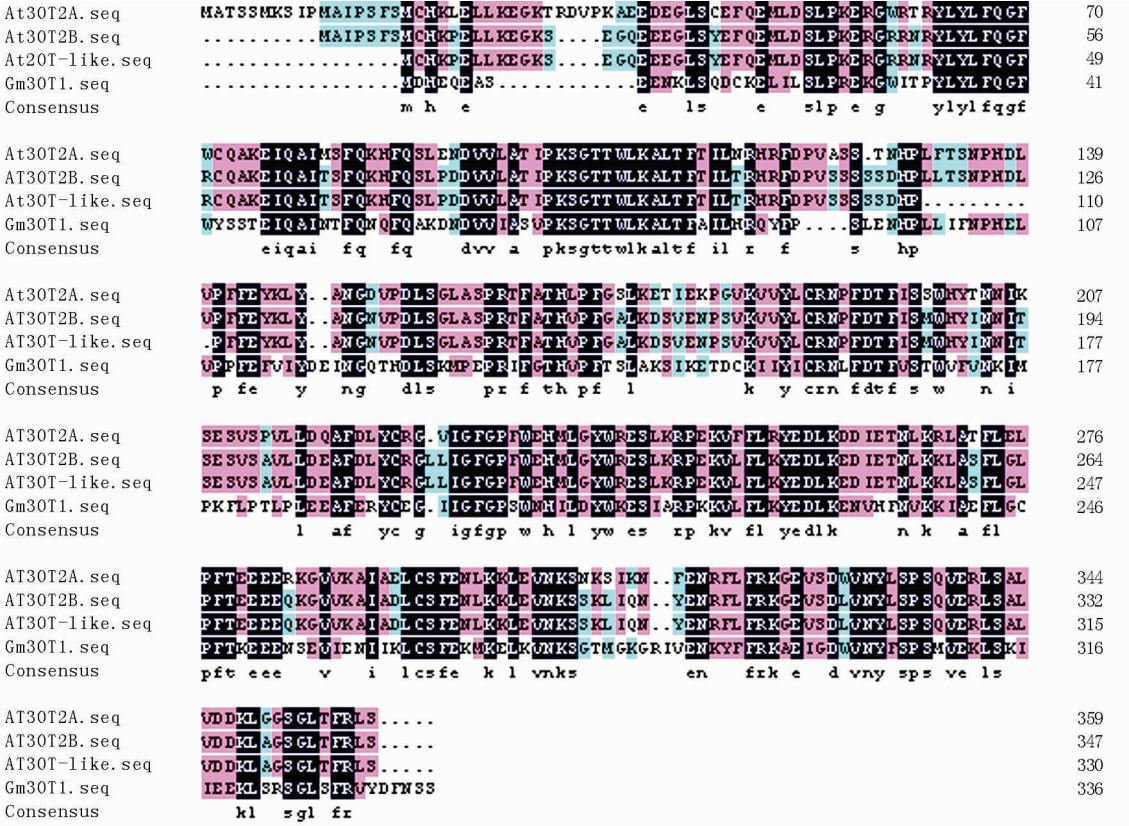 At30T2A.seq MATSSMKSIPMAIPSFSMCHKLELLKEGKTRDVPKAEEDEGLSCEFQEMLDSLPKERGWRTRYLYLFQGF 70
At30T2B.seq ..........MAIPSFSMCHKPELLKEGKS....EGQEEEGLSYEFQEMLDSLPKERGRRNRYLYLFQGF 56
At20T-like.seq .................MCHKPELLKEGKS....EGQEEEGLSYEFQEMLDSLPKERGRRNRYLYLFQGF 49
Gm30T1.seq .................MDHEQEAS............EENKLSQDCKELILSLPREKGWITPYLYLFQGF 41
Consensus m h e e ls e slp e g ylylfqgf
At30T2A.seq WCQAKEIQAIMSFQKHFQSLENDVVLATIPKSGTTWLKALTFTILNRHRFDPVASS.TNHPLFTSNPHDL 139
AT30T2B.seq RCQAKEIQAITSFQKHFQSLPDDVVLATIPKSGTTWLKALTFTILTRHRFDPVSSSSSDHPLLTSNPHDL 126
At30T-like.seq RCQAKEIQAITSFQKHFQSLPDDVVLATIPKSGTTWLKALTFTILTRHRFDPVSSSSSDHP......... 110
Gm30T1.seq WYSSTEIQAINTFQNQFQAKDNDVVIASVPKSGTTWLKALTFAILHRQYFP....SLENHPLLIFNPHEL 107
Consensus eiqai fq fq dvv a pksgttwlkaltf il r f s hp
At30T2A.seq VPFFEYKLY..ANGDVPDLSGLASPRTFATHLPFGSLKETIEKPGVKVVYLCRNPFDTFISSWHYTNNIK 207
AT30T2B.seq VPFFEYKLY..ANGNVPDLSGLASPRTFATHVPFGALKDSVENPSVKVVYLCRNPFDTFISMWHYINNIT 194
AT30T-like.seq .PFFEYKLY..ANGNVPDLSGLASPRTFATHVPFGALKDSVENPSVKVVYLCRNPFDTFISMWHYINNIT 177
Gm30T1.seq VPPFEFVIYDEINGQTHDLSKMPEPRIFGTHVPFTSLAKSIKETDCKIIYICRNLFDTFVSTWVFVNKIM 177
Consensus p fe y ng dls pr f th pf l k y crn fdtf s w n i
AT30T2A.seq SESVSPVLLDQAFDLYCRG.VIGFGPFWEHMLGYWRESLKRPEKVFFLRYEDLKDDIETNLKRLATFLEL 276
AT30T2B.seq SESVSAVLLDEAFDLYCRGLLIGFGPFWEHMLGYWRESLKRPEKVLFLKYEDLKEDIETNLKKLASFLGL 264
AT30T-like.seq SESVSAVLLDEAFDLYCRGLLIGFGPFWEHMLGYWRESLKRPEKVLFLKYEDLKEDIETNLKKLASFLGL 247
Gm30T1.seq PKFLPTLPLEEAFERYCEG.IIGFGPSWNHILDYWKESIARPKKVLFLKYEDLKENVHFNVKKIAEFLGC 246
Consensus l af yc g igfgp w h l yw es rp kv fl yedlk n k a fl
AT30T2A.seq PFTEEEERKGVVKAIAELCSFENLKKLEVNKSNKSIKN..FENRFLFRKGEVSDWVNYLSPSQVERLSAL 344
AT30T2B.seq PFTEEEEQKGVVKAIADLCSFENLKKLEVNKSSKLIQN..YENRFLFRKGEVSDLVNYLSPSQVERLSAL 332
AT30T-like.seq PFTEEEEQKGVVKAIADLCSFENLKKLEVNKSSKLIQN..YENRFLFRKGEVSDLVNYLSPSQVERLSAL 315
Gm30T1.seq PFTKEEENSEVIENIIKLCSFEKMKELKVNKSGTMGKGRIVENKYFFRKAEIGDWVNYFSPSMVEKLSKI 316
Consensus pft eee v i lcsfe k l vnks en frk e d vny sps ve ls
AT30T2A.seq VDDKLGGSGLTFRLS..... 359
AT30T2B.seq VDDKLAGSGLTFRLS..... 347
AT30T-like.seq VDDKLAGSGLTFRLS..... 330
Gm30T1.seq IEEKLSRSGLSFRVYDFNSS 336
Consensus kl sgl fr